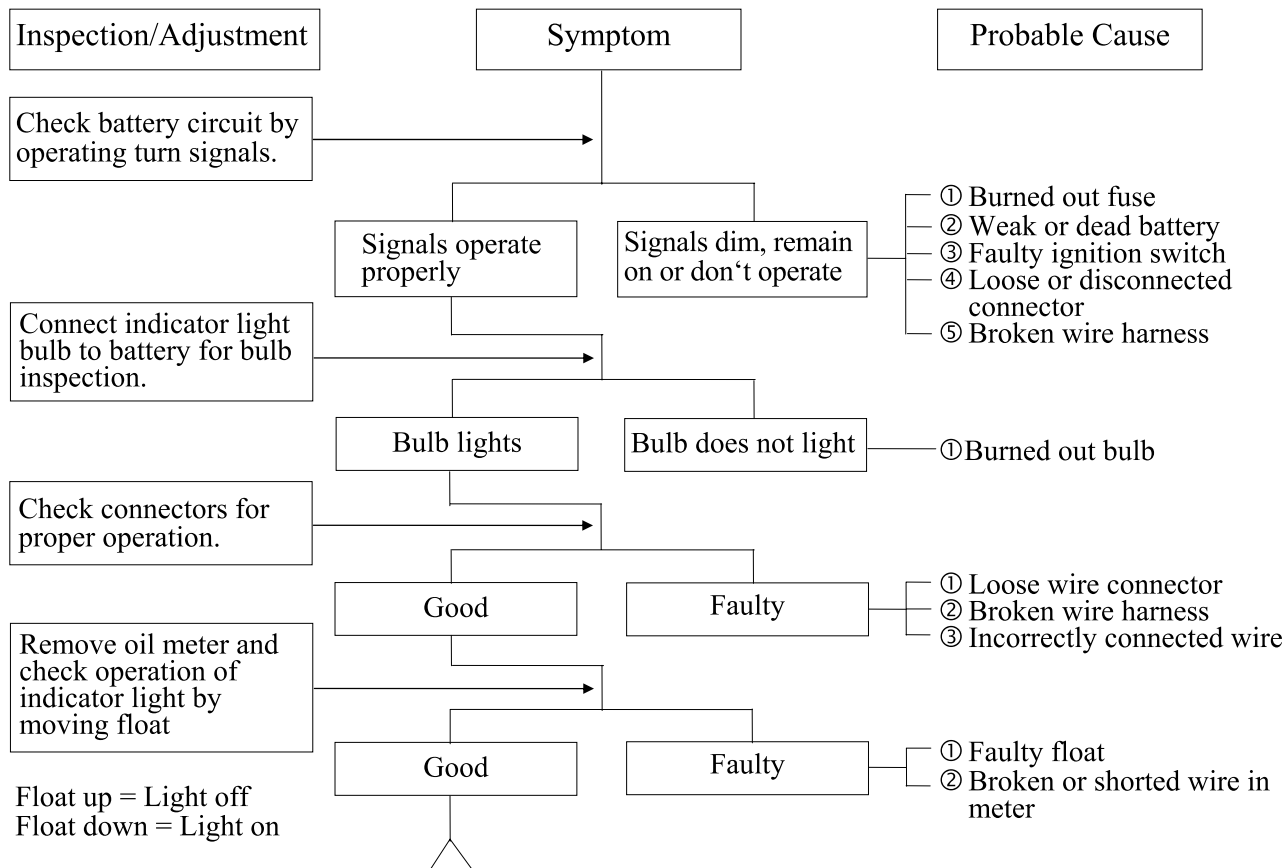 Inspection/Adjustment
Symptom
Probable Cause
Check battery circuit by
operating turn signals.
Signals operate
properly
Signals dim, remain
on or don‘t operate
① Burned out fuse
② Weak or dead battery
③ Faulty ignition switch
④ Loose or disconnected
connector
⑤ Broken wire harness
Connect indicator light
bulb to battery for bulb
inspection.
Bulb lights
Bulb does not light
①Burned out bulb
Check connectors for
proper operation.
Good
Faulty
① Loose wire connector
② Broken wire harness
③ Incorrectly connected wire
Remove oil meter and
check operation of
indicator light by
moving float
Good
Faulty
① Faulty float
② Broken or shorted wire in
meter
Float up = Light off
Float down = Light on